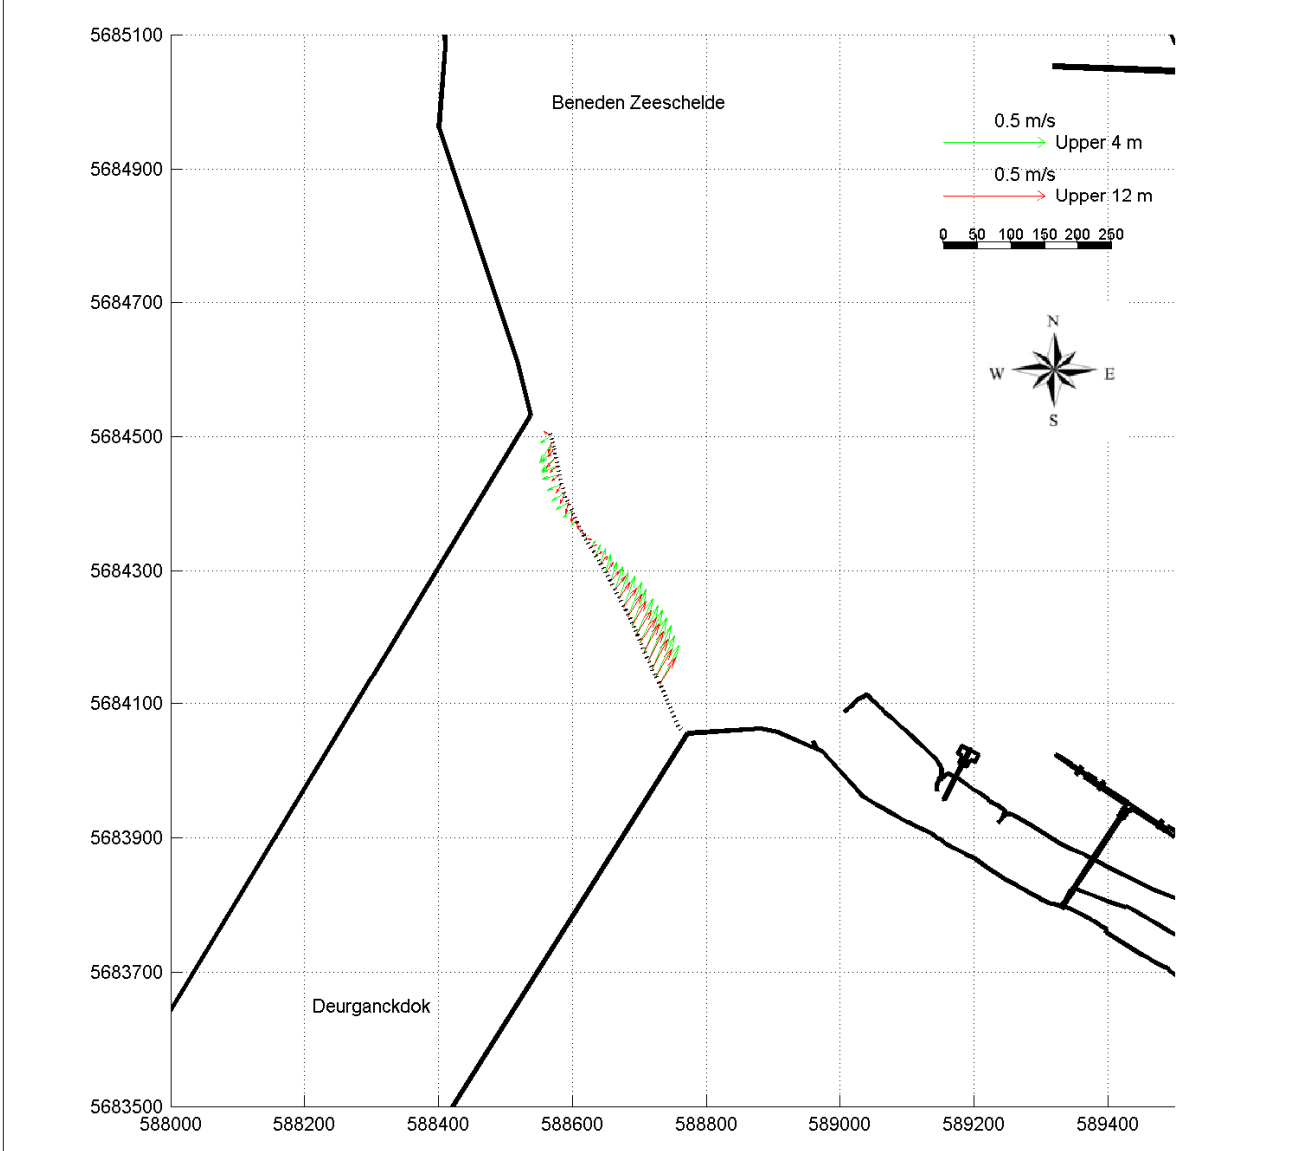 5685100
Beneden Zeeschelde
0.5 m/s
Upper 4 m
5684900
0.5 m/s
Upper 12 m
0 50 100 150 200 250
5684700
N
W E
S
5684500
5684300
5684100
5683900
5683700
Deurganckdok
5683500
588000 588200 588400 588600 588800 589000 589200 589400